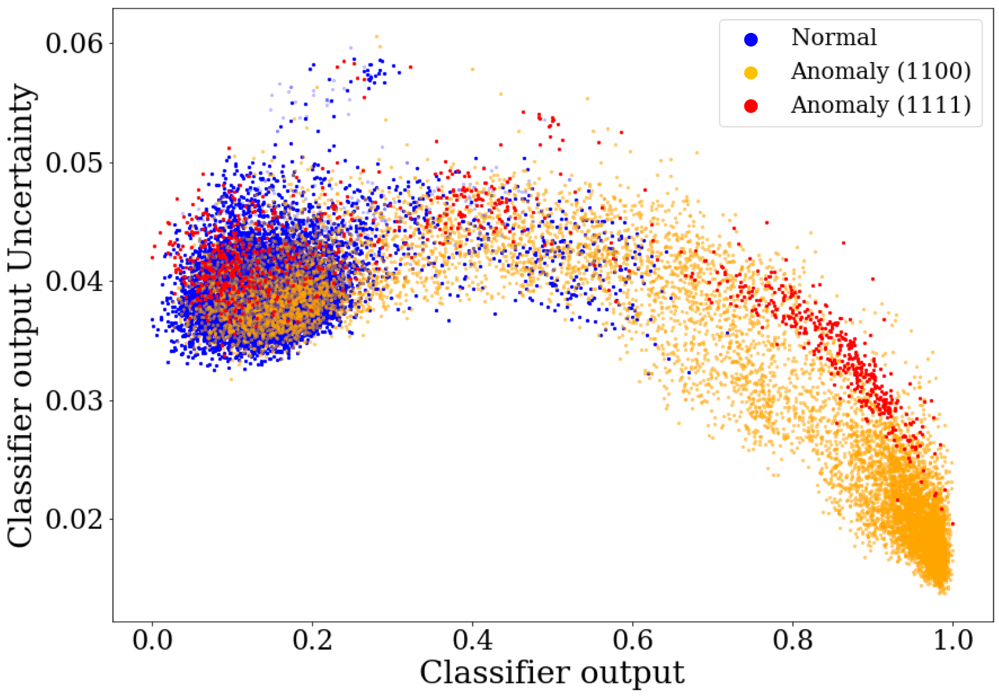 0.06
0.05
0.04
0.03
0.02
Classifier output Uncertainty
Normal
Anomaly (1100)
Anomaly (1111)
0.0 0.2 0.4 0.6 0.8 1.0
Classifier output